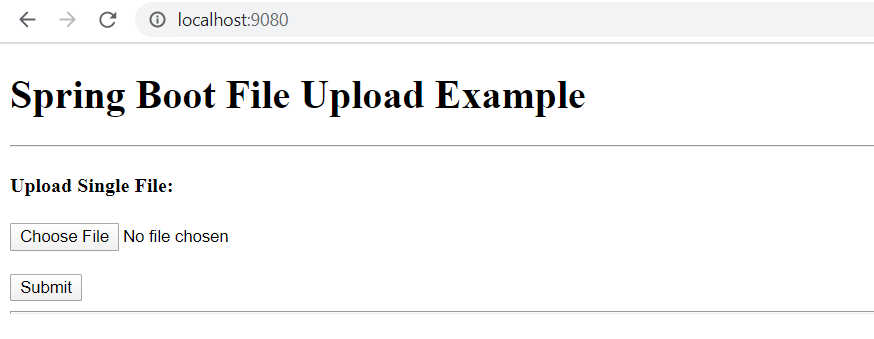 localhost:9080
Spring Boot File Upload Example
Upload Single File:
Choose File No file chosen
Submit